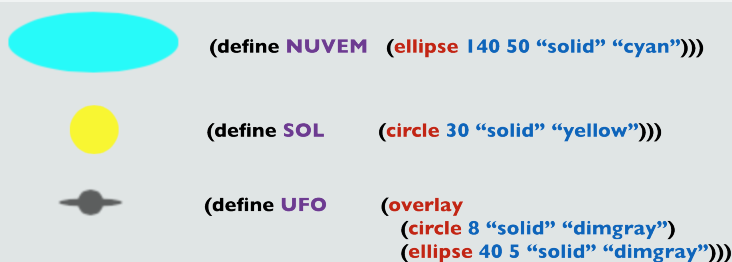 (define NUVEM (ellipse 140 50 “solid” “cyan”)))
(define SOL (circle 30 “solid” “yellow”)))
(define UFO (overlay
(circle 8 “solid” “dimgray”)
(ellipse 40 5 “solid” “dimgray”)))